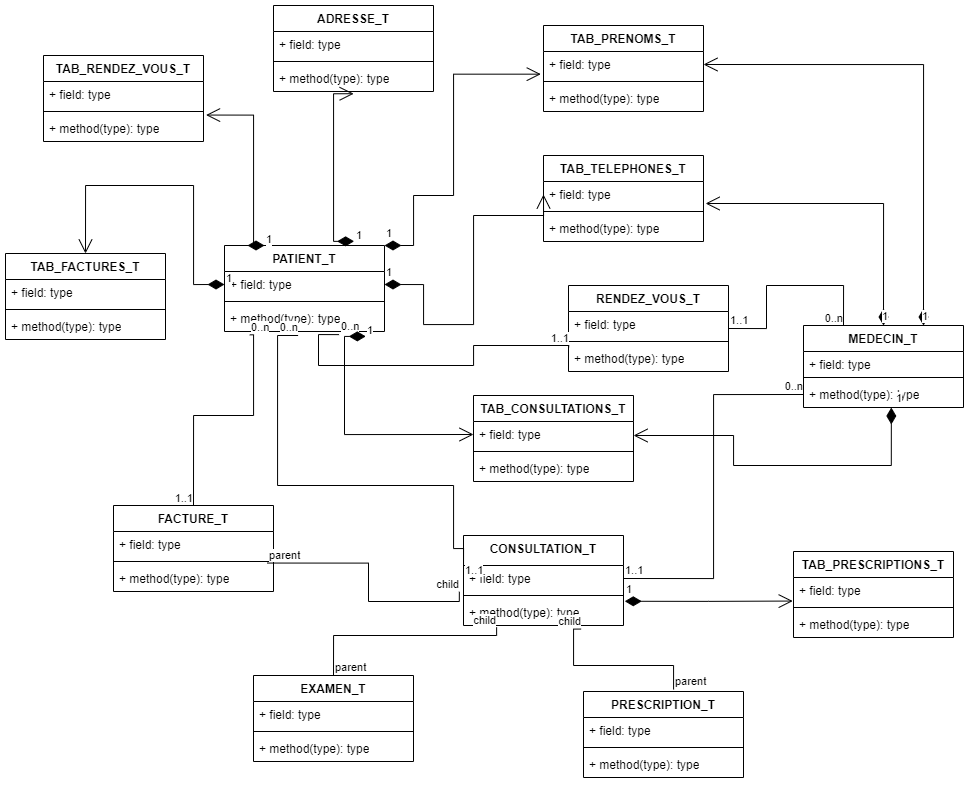 ADRESSE_T
+ field: type
+ method(type): type
TAB_PRENOMS_T
+ field: type
+ method(type): type
TAB_RENDEZ_VOUS_T
+ field: type
+ method(type): type
TAB_TELEPHONES_T
+ field: type
+ method(type): type
1
1
1
PATIENT_T
+ field: type
+ method(type): type
1
1
0..n
0..n
0..n
1
TAB_FACTURES_T
+ field: type
+ method(type): type
RENDEZ_VOUS_T
+ field: type
+ method(type): type
1..1
1..1
0..n
1
1
MEDECIN_T
+ field: type
+ method(type): type
0..n
1
TAB_CONSULTATIONS_T
+ field: type
+ method(type): type
1..1
FACTURE_T
+ field: type
+ method(type): type
parent
child
CONSULTATION_T
1..1
+ field: type
+ method(type): type
1..1
1
child
child
TAB_PRESCRIPTIONS_T
+ field: type
+ method(type): type
parent
EXAMEN_T
+ field: type
+ method(type): type
parent
PRESCRIPTION_T
+ field: type
+ method(type): type